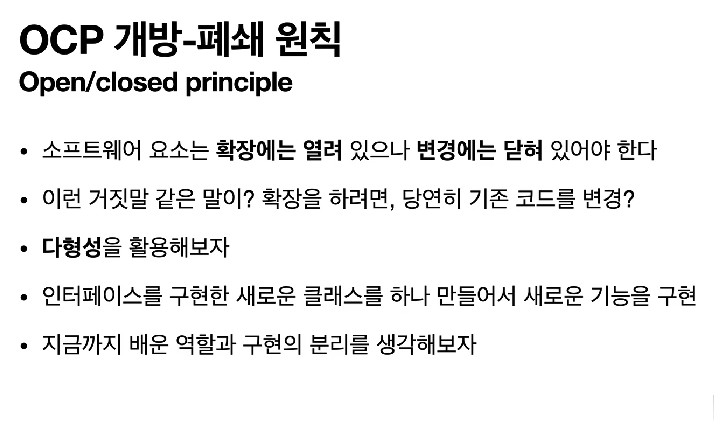 OCP 개방-폐쇄 원칙
Open/closed principle
• 소프트웨어 요소는 확장에는 열려 있으나 변경에는 닫혀 있어야 한다
• 이런 거짓말 같은 말이? 확장을 하려면, 당연히 기존 코드를 변경?
• 다형성을 활용해보자
• 인터페이스를 구현한 새로운 클래스를 하나 만들어서 새로운 기능을 구현
• 지금까지 배운 역할과 구현의 분리를 생각해보자